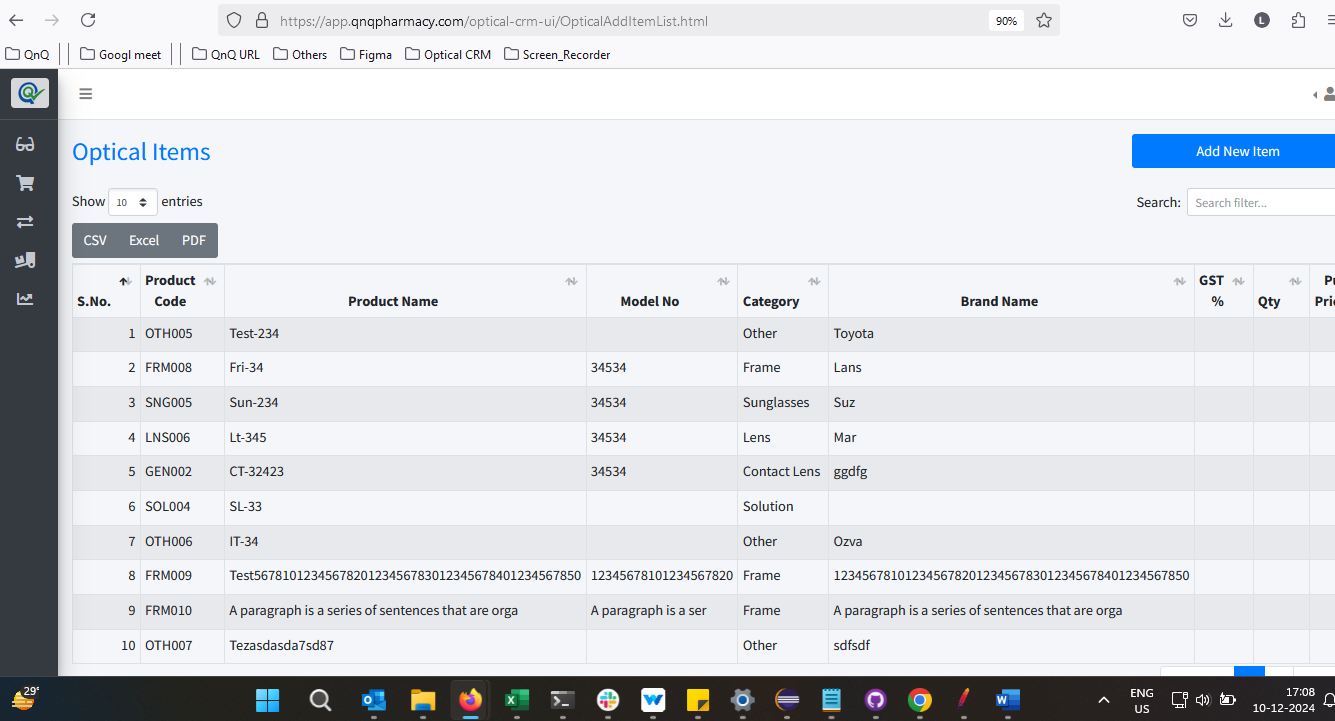 https://app.qnqpharmacy.com/optical-crm-ui/OpticalAddItemList.html
90%
L
QnQ
Googl meet
QnQ URL
Others
Figma
Optical CRM
Screen_Recorder
Optical Items
Add New Item
Show 10 entries
Search: Search filter...
CSV Excel PDF
S.No. Product Code Product Name Model No Category Brand Name GST % Qty
1 OTH005 Test-234 Other Toyota
2 FRM008 Fri-34 34534 Frame Lans
3 SNG005 Sun-234 34534 Sunglasses Suz
4 LNS006 Lt-345 34534 Lens Mar
5 GEN002 CT-32423 34534 Contact Lens ggdfg
6 SOL004 SL-33 Solution
7 OTH006 IT-34 Other Ozva
8 FRM009 Test5678101234567820123456783012345678401234567850 12345678101234567820 Frame 12345678101234567820123456783012345678401234567850
9 FRM010 A paragraph is a series of sentences that are orga A paragraph is a ser Frame A paragraph is a series of sentences that are orga
10 OTH007 Tezasdasda7sd87 Other sdfsdf
29°
ENG
US
17:08
10-12-2024